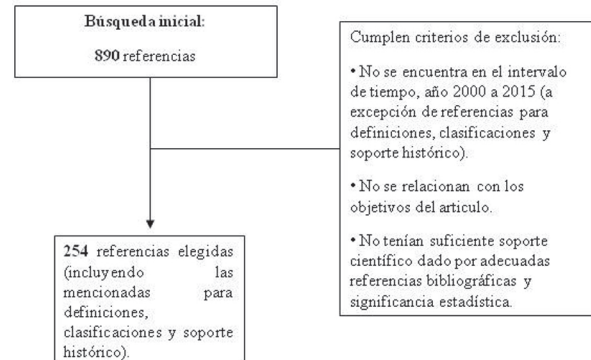 Búsqueda inicial:
890 referencias
Cumplen criterios de exclusión:
• No se encuentra en el intervalo
de tiempo, año 2000 a 2015 (a
excepción de referencias para
definiciones, clasificaciones y
soporte histórico).
• No se relacionan con los
objetivos del articulo.
• No tenían suficiente soporte
científico dado por adecuadas
referencias bibliográficas y
significancia estadística.
254 referencias elegidas
(incluyendo las
mencionadas para
definiciones,
clasificaciones y soporte
histórico).